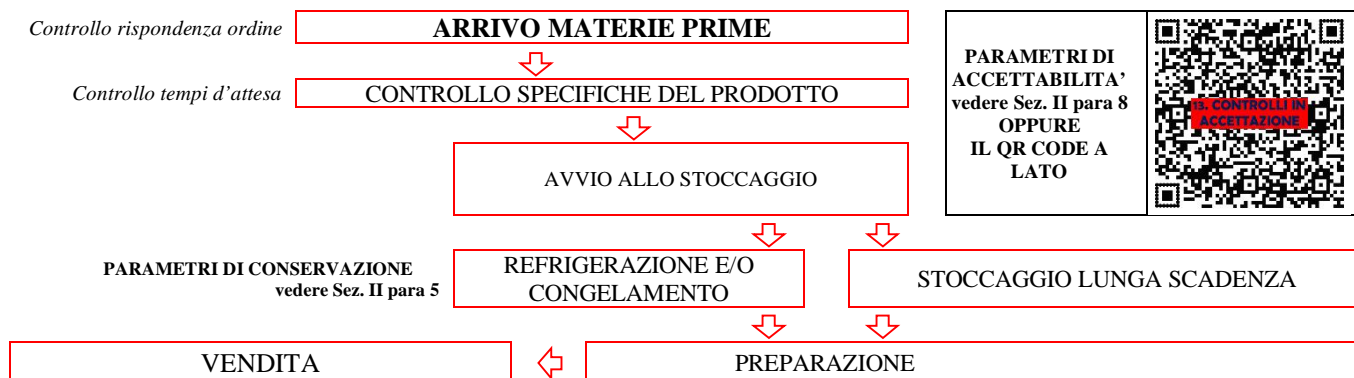 Controllo rispondenza ordine
ARRIVO MATERIE PRIME
Controllo tempi d'attesa
CONTROLLO SPECIFICHE DEL PRODOTTO
PARAMETRI DI
ACCETTABILITA'
vedere Sez. II para 8
OPPURE
IL QR CODE A
LATO
13. CONTROLLI IN
ACCETTAZIONE
AVVIO ALLO STOCCAGGIO
PARAMETRI DI CONSERVAZIONE
vedere Sez. II para 5
REFRIGERAZIONE E/O
CONGELAMENTO
STOCCAGGIO LUNGA SCADENZA
VENDITA
PREPARAZIONE